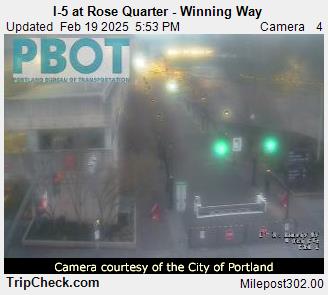 I-5 at Rose Quarter - Winning Way
Updated Feb 19 2025 5:53 PM Camera 4
PBOT
PORTLAND BUREAU OF TRANSPORTATION
Camera courtesy of the City of Portland
TripCheck.com Milepost302.00